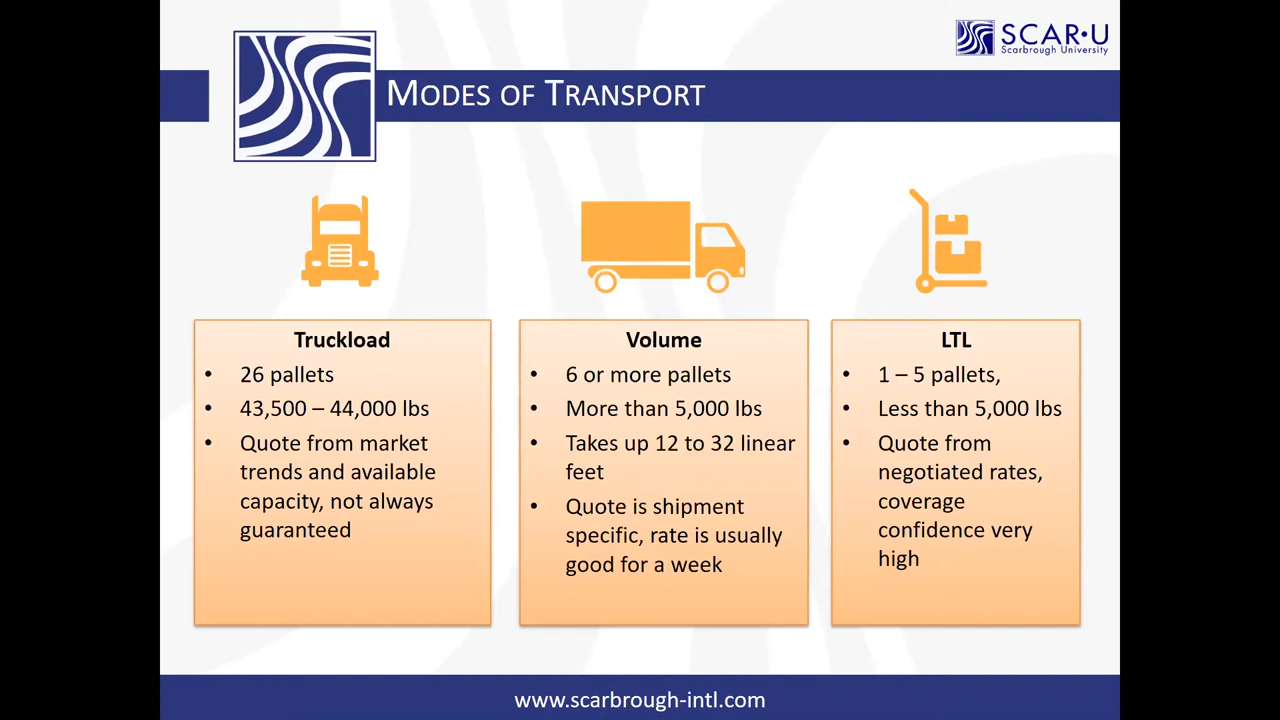 SCAR•U
Scarbrough University
MODES OF TRANSPORT
Truckload
• 26 pallets
• 43,500 – 44,000 lbs
• Quote from market
trends and available
capacity, not always
guaranteed
Volume
• 6 or more pallets
• More than 5,000 lbs
• Takes up 12 to 32 linear
feet
• Quote is shipment
specific, rate is usually
good for a week
LTL
• 1 – 5 pallets,
• Less than 5,000 lbs
• Quote from
negotiated rates,
coverage
confidence very
high
www.scarbrough-intl.com